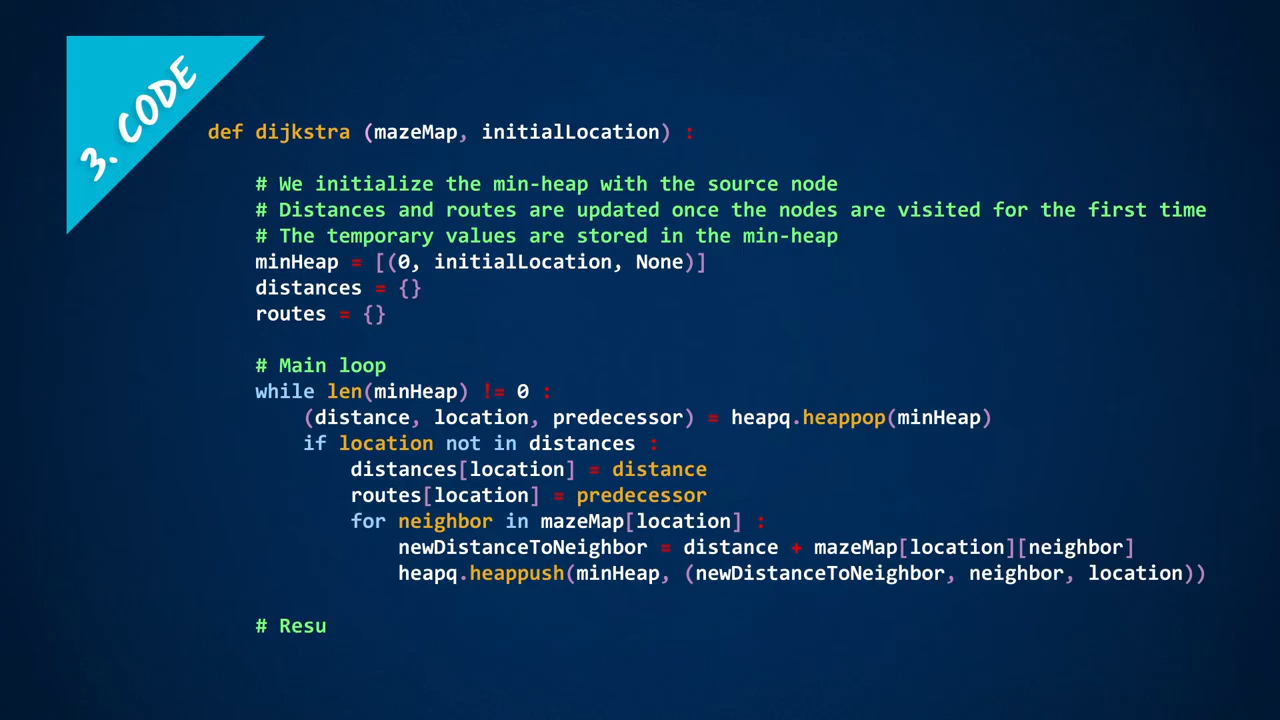 3. CODE
def dijkstra (mazeMap, initialLocation) :
# We initialize the min-heap with the source node
# Distances and routes are updated once the nodes are visited for the first time
# The temporary values are stored in the min-heap
minHeap = [(0, initialLocation, None)]
distances = {}
routes = {}
# Main loop
while len(minHeap) != 0 :
(distance, location, predecessor) = heapq.heappop(minHeap)
if location not in distances :
distances[location] = distance
routes[location] = predecessor
for neighbor in mazeMap[location] :
newDistanceToNeighbor = distance + mazeMap[location][neighbor]
heapq.heappush(minHeap, (newDistanceToNeighbor, neighbor, location))
# Resu